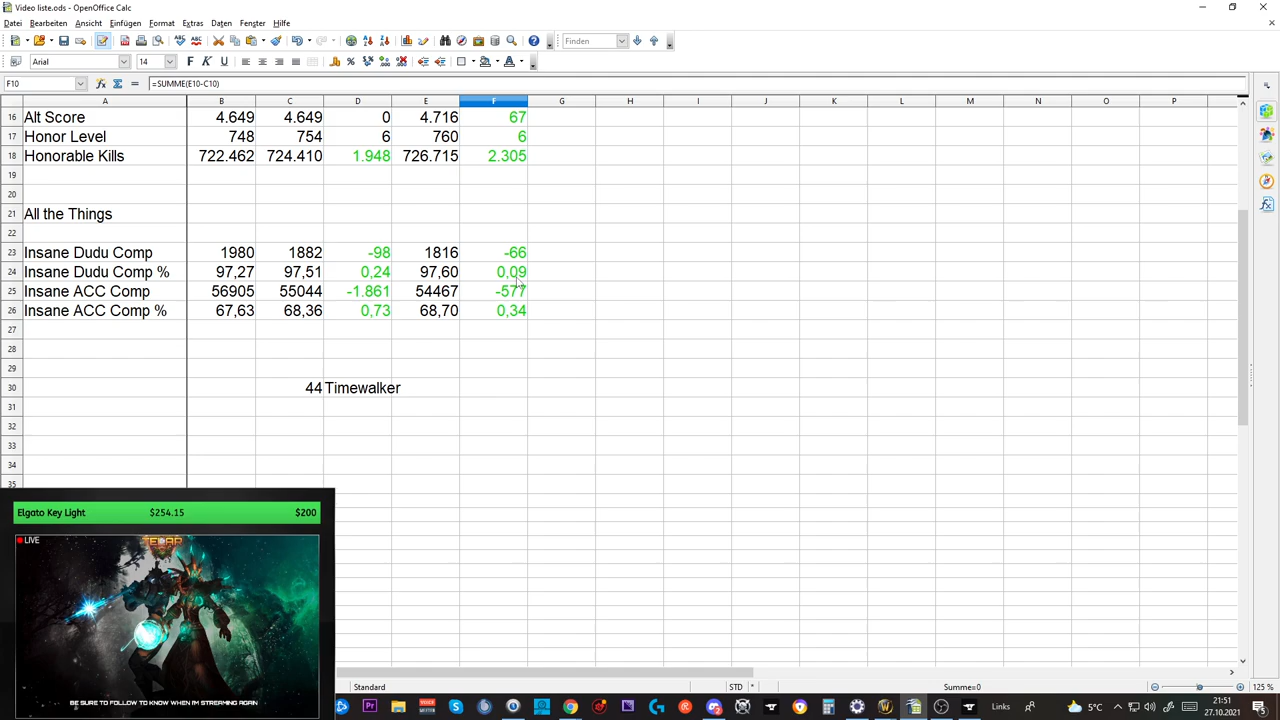 Video liste.ods - OpenOffice Calc
Datei Bearbeiten Ansicht Einfügen Format Extras Daten Fenster Hilfe
Finden
Arial 14 F K U
F10 =SUMME(E10-C10)
A B C D E F G H I J K L M N O P
16 Alt Score 4.649 4.649 0 4.716 67
17 Honor Level 748 754 6 760 6
18 Honorable Kills 722.462 724.410 1.948 726.715 2.305
19
20
21 All the Things
22
23 Insane Dudu Comp 1980 1882 -98 1816 -66
24 Insane Dudu Comp % 97,27 97,51 0,24 97,60 0,09
25 Insane ACC Comp 56905 55044 -1.861 54467 -577
26 Insane ACC Comp % 67,63 68,36 0,73 68,70 0,34
27
28
29
30 44 Timewalker
31
32
33
34
35
Elgato Key Light $254.15 $200
LIVE
BE SURE TO FOLLOW TO KNOW WHEN I'M STREAMING AGAIN
Standard STD * Summe=0 125 %
Links 5°C 21:51
27.10.2021